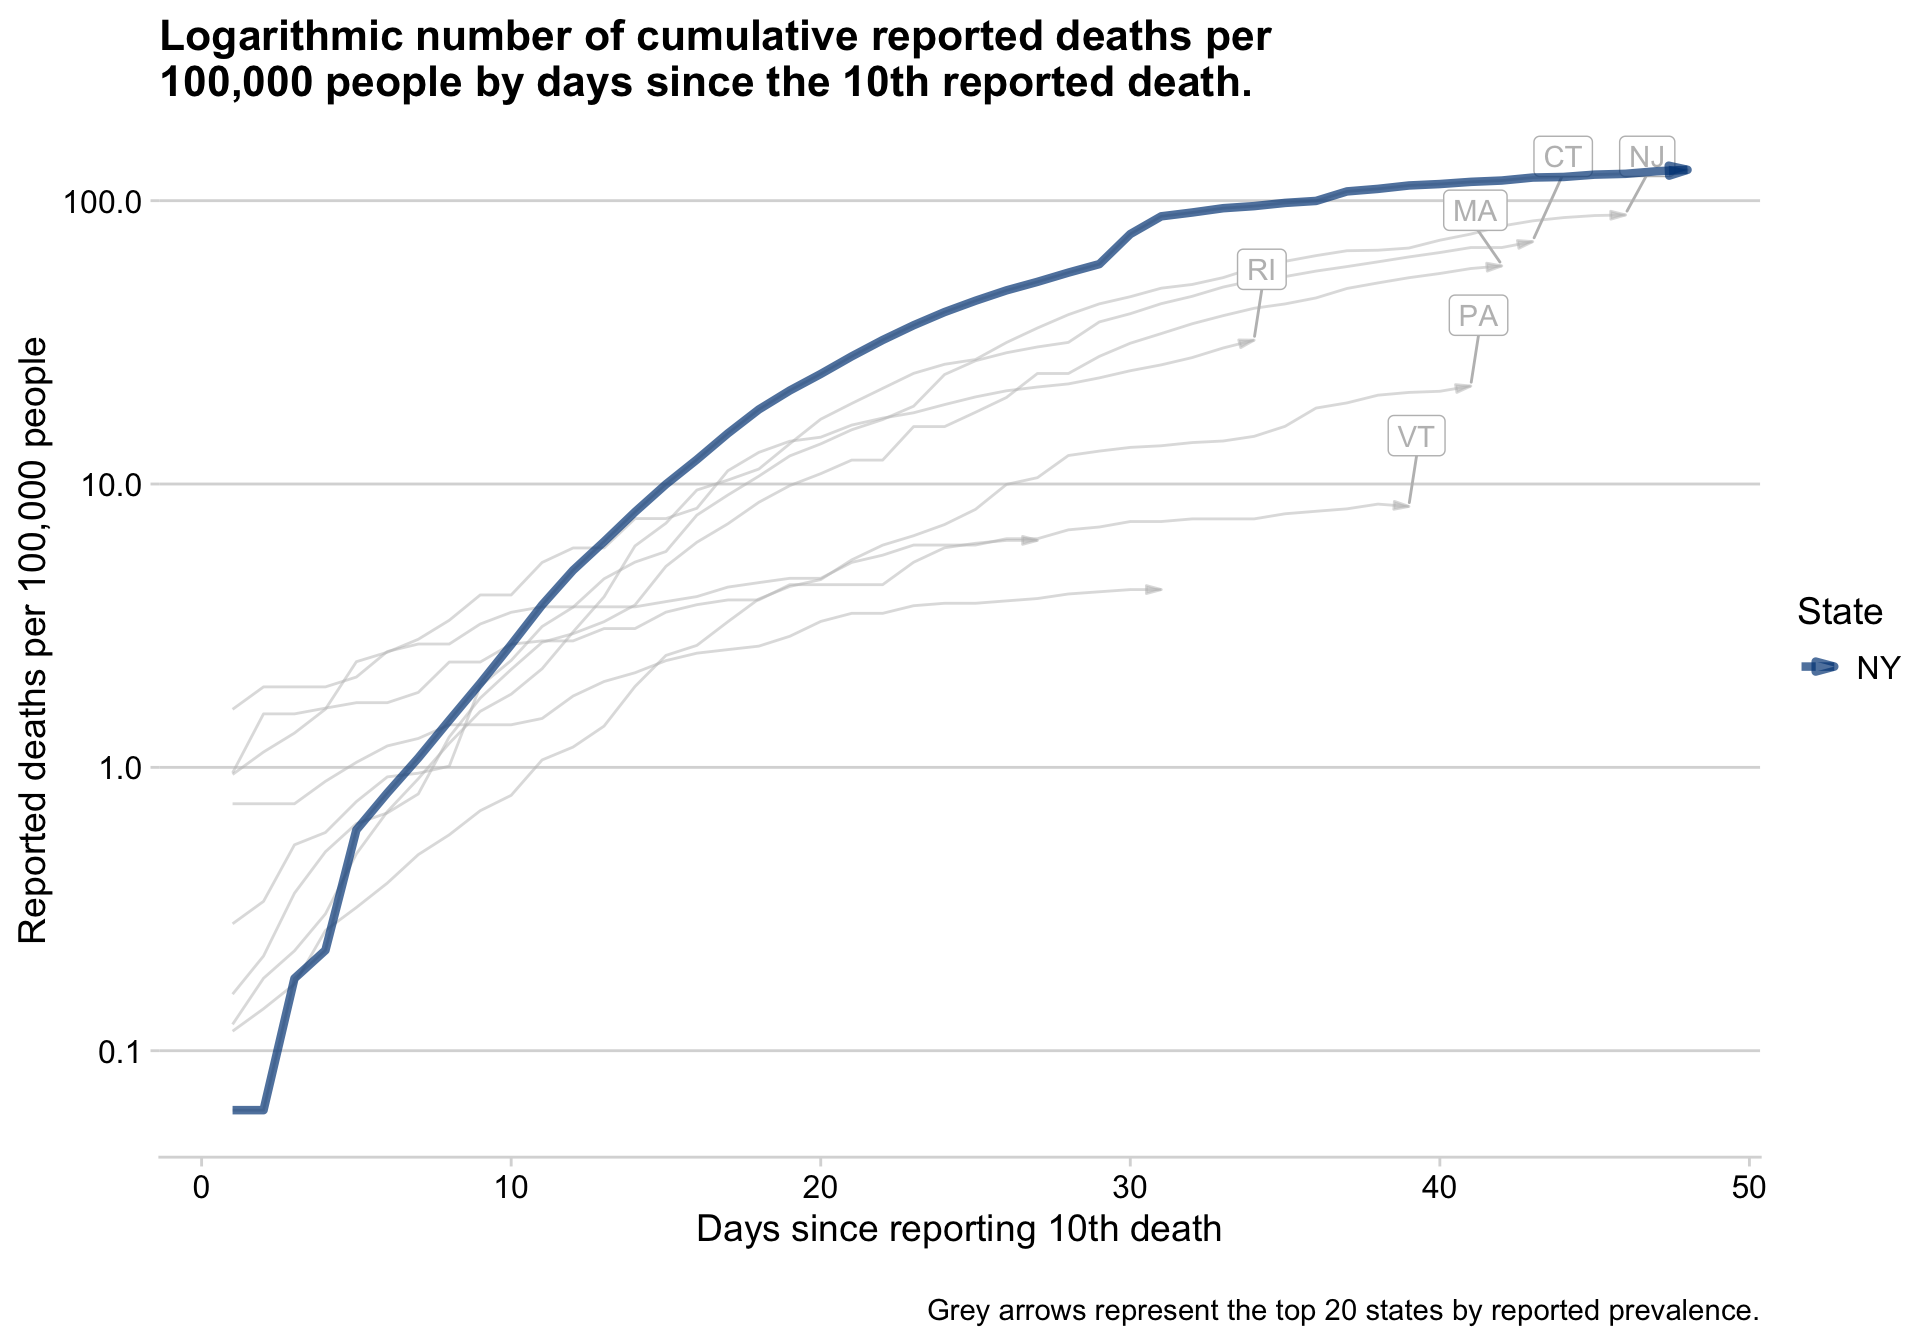 Logarithmic number of cumulative reported deaths per
100,000 people by days since the 10th reported death.
Reported deaths per 100,000 people
100.0
10.0
1.0
0.1
CT
NJ
MA
RI
PA
VT
State
NY
0
10
20
30
40
50
Days since reporting 10th death
Grey arrows represent the top 20 states by reported prevalence.